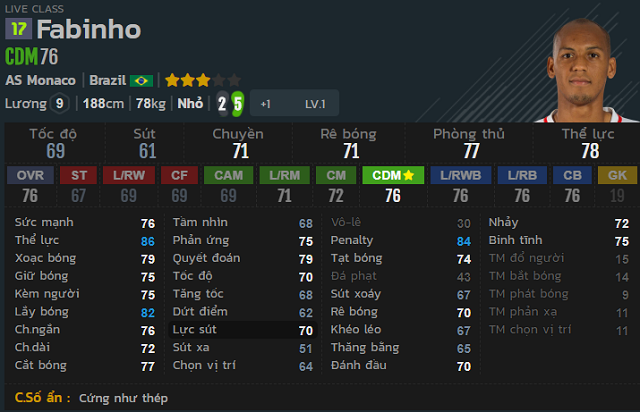 LIVE CLASS
17 Fabinho
CDM 76
AS Monaco | Brazil
Lương 9 | 188cm | 78kg | Nhỏ | 2 5 +1 LV.1
Tốc độ Sút Chuyền Rê bóng Phòng thủ Thể lực
69 61 71 71 77 78
OVR ST L/RW CF CAM L/RM CM CDM L/RWB L/RB CB GK
76 67 69 69 69 71 72 76 76 76 76 19
Sức mạnh 76 Tầm nhìn 68 Vô-lê 30 Nhảy 72
Thể lực 86 Phản ứng 75 Penalty 84 Bình tĩnh 75
Xoạc bóng 79 Quyết đoán 79 Tạt bóng 74 TM đổ người 15
Giữ bóng 75 Tốc độ 70 Đá phạt 43 TM bắt bóng 14
Kèm người 75 Tăng tốc 68 Sút xoáy 67 TM phát bóng 9
Lấy bóng 82 Dứt điểm 62 Rê bóng 70 TM phản xạ 11
Ch.ngắn 76 Lực sút 70 Khéo léo 67 TM chọn vị trí 11
Ch.dài 72 Sút xa 51 Thăng bằng 65
Cắt bóng 77 Chọn vị trí 64 Đánh đầu 70
C.Số ẩn : Cứng như thép